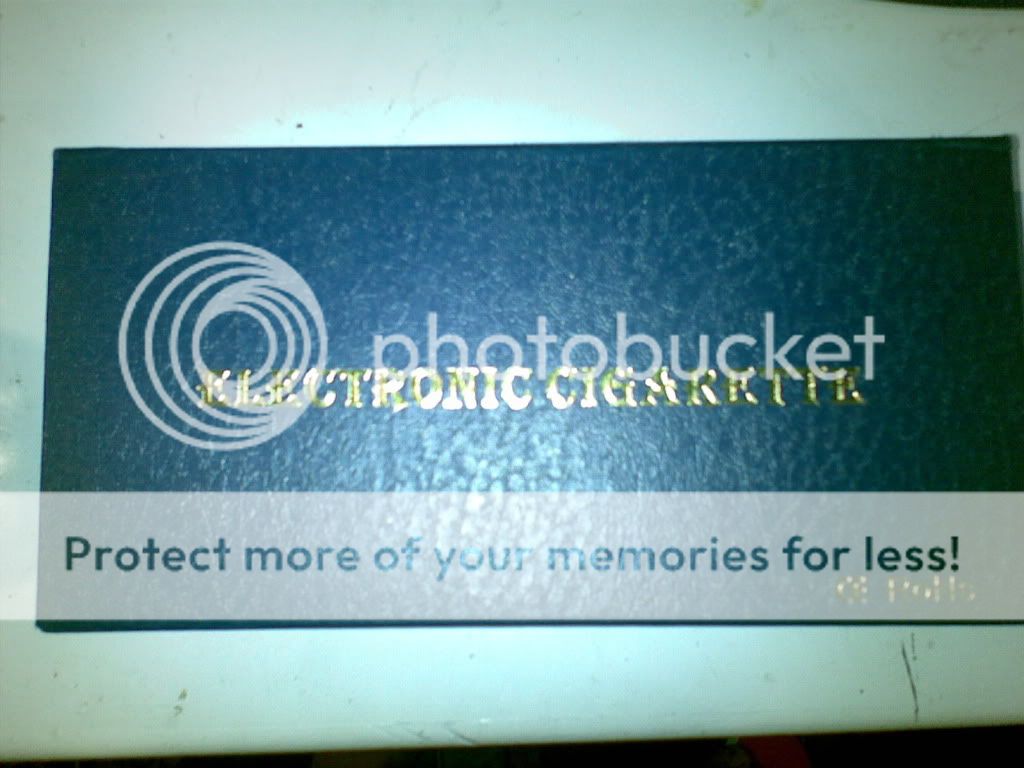 photobucket
ELECTRONIC CIGARETTE
Protect more of your memories for less!